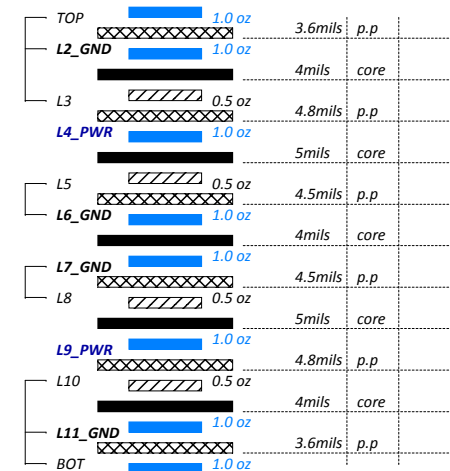 TOP 1.0 oz
3.6mils p.p
L2_GND 1.0 oz
4mils core
L3 0.5 oz
4.8mils p.p
L4_PWR 1.0 oz
5mils core
L5 0.5 oz
4.5mils p.p
L6_GND 1.0 oz
4mils core
L7_GND 1.0 oz
4.5mils p.p
L8 0.5 oz
5mils core
L9_PWR 1.0 oz
4.8mils p.p
L10 0.5 oz
4mils core
L11_GND 1.0 oz
3.6mils p.p
BOT 1.0 oz